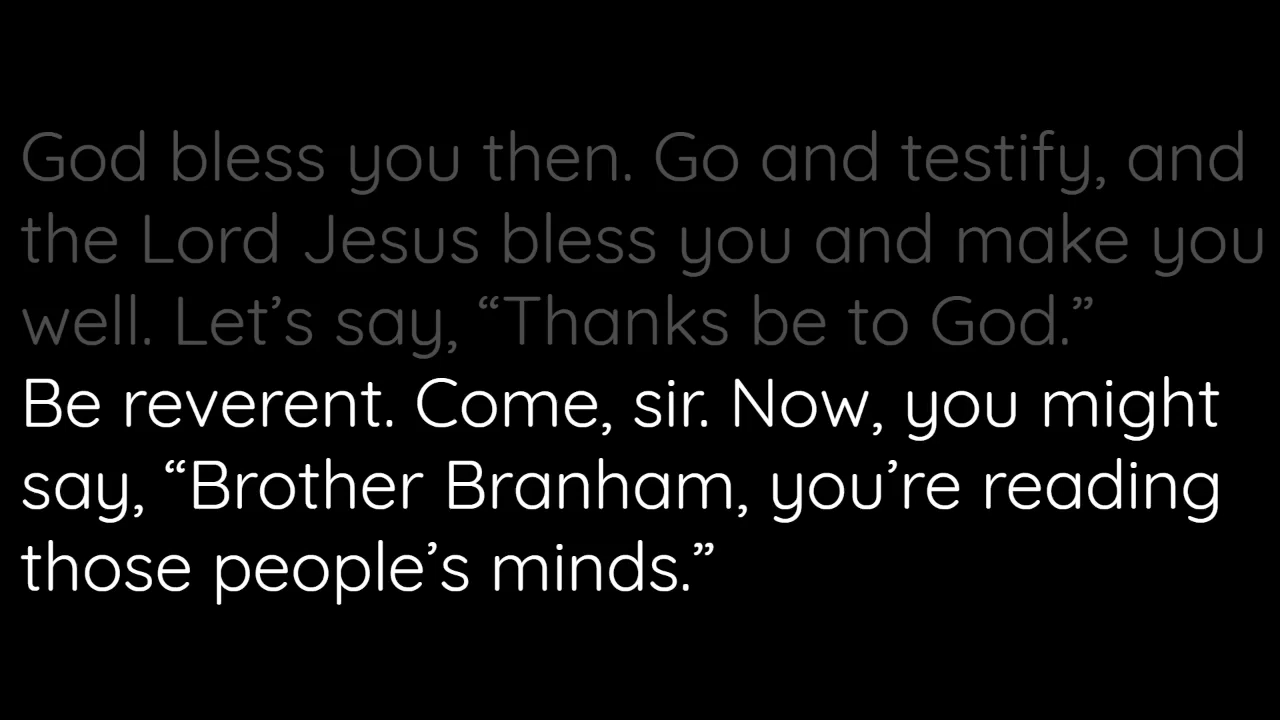 God bless you then. Go and testify, and
the Lord Jesus bless you and make you
well. Let’s say, “Thanks be to God.”
Be reverent. Come, sir. Now, you might
say, “Brother Branham, you’re reading
those people’s minds.”